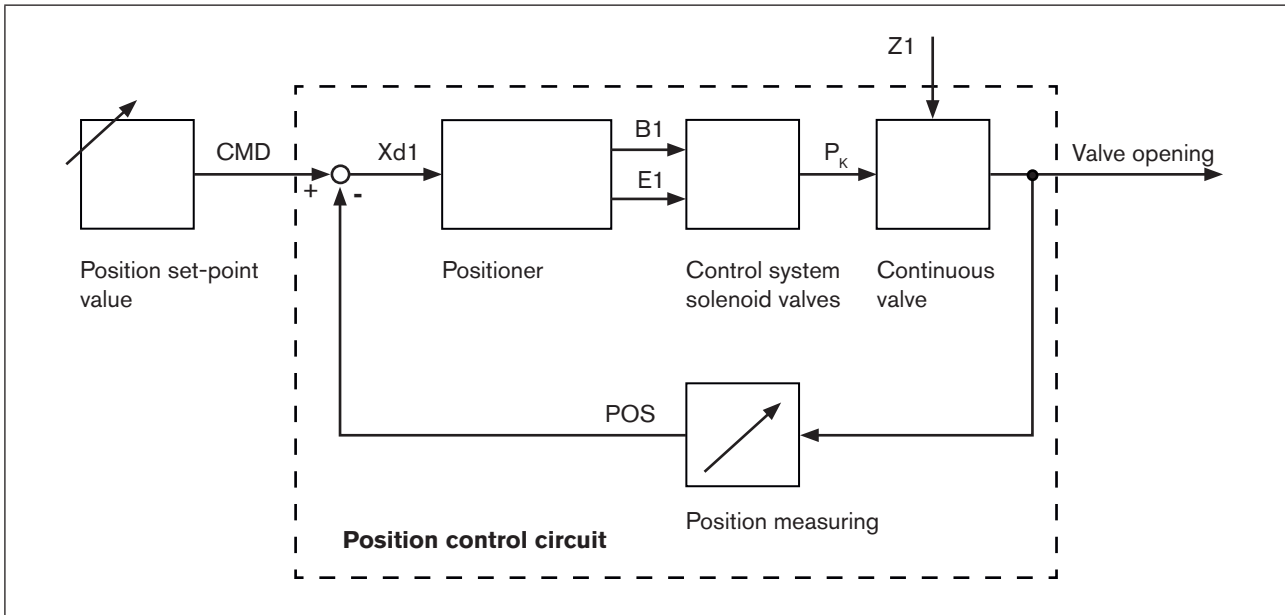 Z1
CMD
+
-
Xd1
B1
E1
P_K
Valve opening
Position set-point
value
Positioner
Control system
solenoid valves
Continuous
valve
POS
Position measuring
Position control circuit